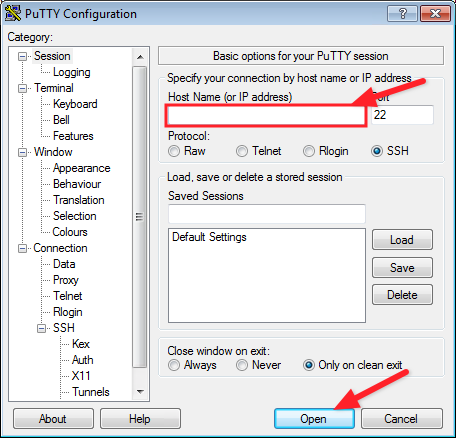 PuTTY Configuration
Category:
Session
Logging
Terminal
Keyboard
Bell
Features
Window
Appearance
Behaviour
Translation
Selection
Colours
Connection
Data
Proxy
Telnet
Rlogin
SSH
Kex
Auth
X11
Tunnels
Basic options for your PuTTY session
Specify your connection by host name or IP address
Host Name (or IP address)
22
Protocol:
Raw Telnet Rlogin SSH
Load, save or delete a stored session
Saved Sessions
Default Settings
Load
Save
Delete
Close window on exit:
Always Never Only on clean exit
About Help Open Cancel